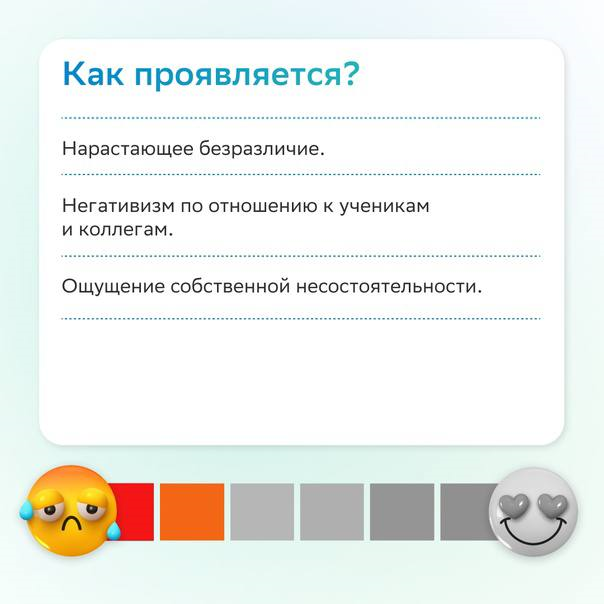 Как проявляется?
Нарастающее безразличие.
Негативизм по отношению к ученикам
и коллегам.
Ощущение собственной несостоятельности.